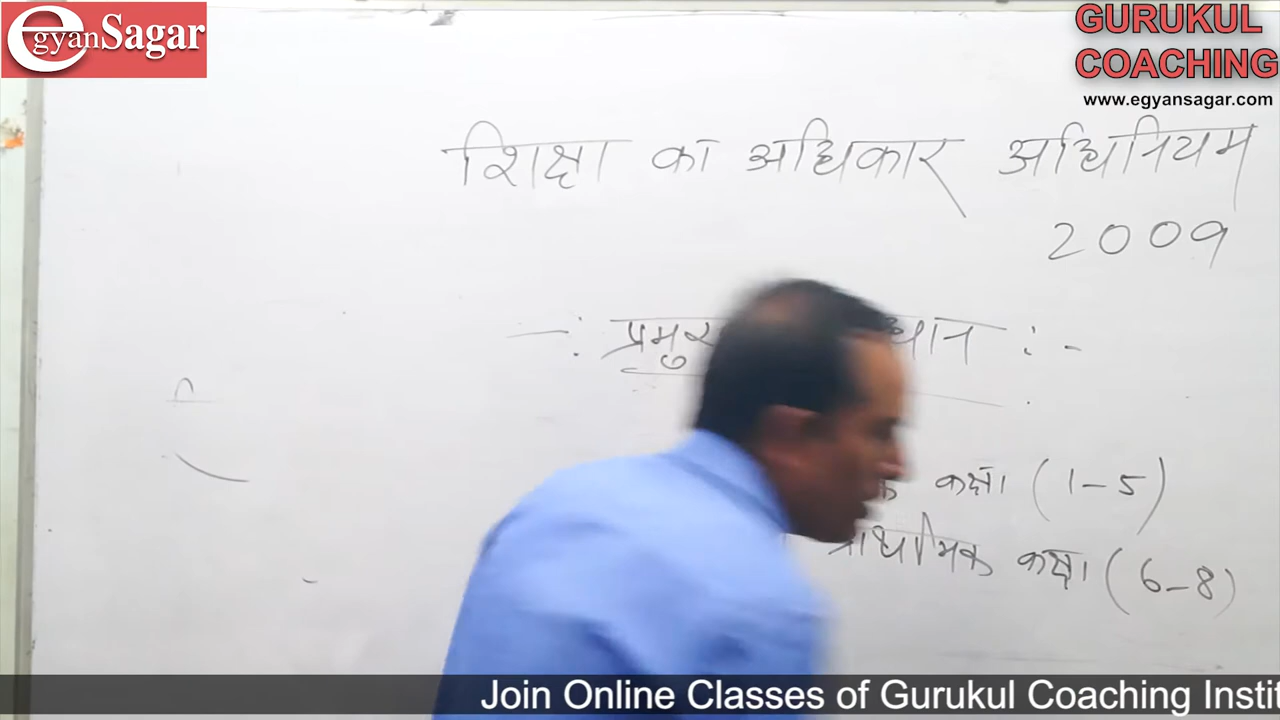 egyanSagar
GURUKUL
COACHING
www.egyansagar.com
शिक्षा का अधिकार अधिनियम
2009
कक्षा (1-5)
प्राथमिक कक्षा (6-8)
Join Online Classes of Gurukul Coaching